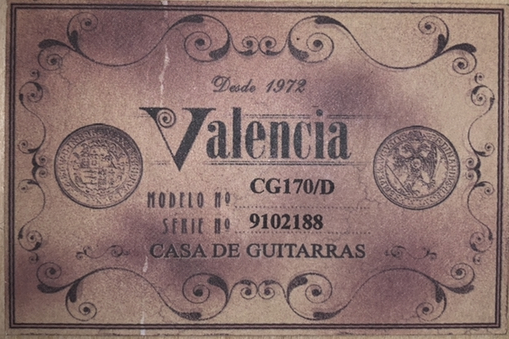 Desde 1972
Valencia
MODELO Nº CG170/D
SERIE Nº 9102188
CASA DE GUITARRAS